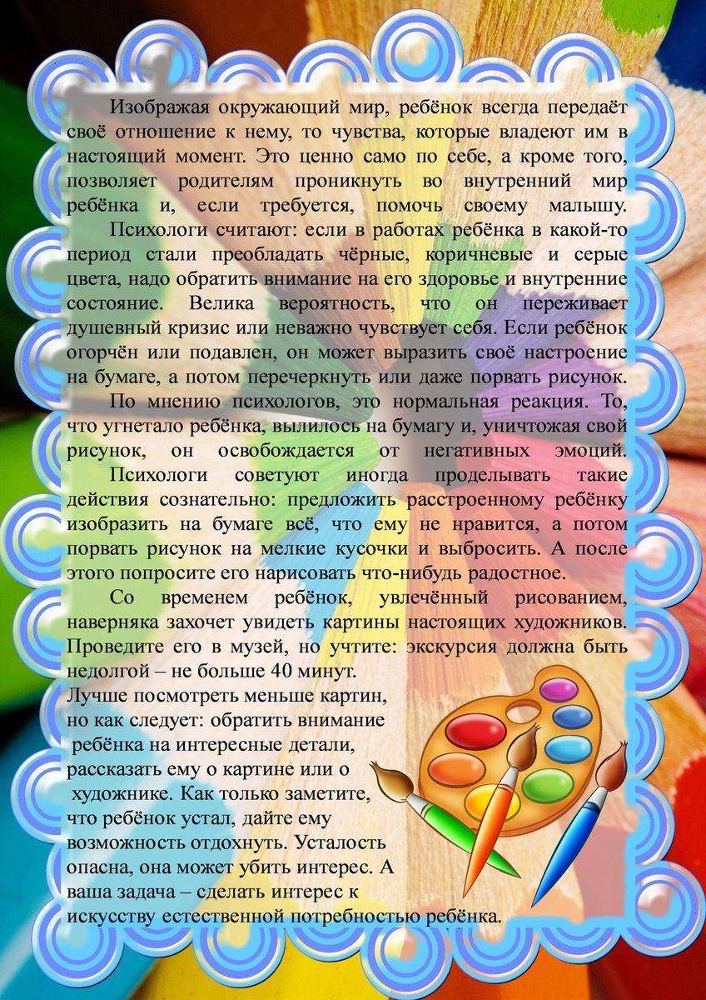 Изображая окружающий мир, ребёнок всегда передаёт
своё отношение к нему, то чувства, которые владеют им в
настоящий момент. Это ценно само по себе, а кроме того,
позволяет родителям проникнуть во внутренний мир
ребёнка и, если требуется, помочь своему малышу.
Психологи считают: если в работах ребёнка в какой-то
период стали преобладать чёрные, коричневые и серые
цвета, надо обратить внимание на его здоровье и внутренние
состояние. Велика вероятность, что он переживает
душевный кризис или неважно чувствует себя. Если ребёнок
огорчён или подавлен, он может выразить своё настроение
на бумаге, а потом перечеркнуть или даже порвать рисунок.
По мнению психологов, это нормальная реакция. То,
что угнетало ребёнка, вылилось на бумагу и, уничтожая свой
рисунок, он освобождается от негативных эмоций.
Психологи советуют иногда проделывать такие
действия сознательно: предложить расстроенному ребёнку
изобразить на бумаге всё, что ему не нравится, а потом
порвать рисунок на мелкие кусочки и выбросить. А после
этого попросите его нарисовать что-нибудь радостное.
Со временем ребёнок, увлечённый рисованием,
наверняка захочет увидеть картины настоящих художников.
Проведите его в музей, но учтите: экскурсия должна быть
недолгой – не больше 40 минут.
Лучше посмотреть меньше картин,
но как следует: обратить внимание
ребёнка на интересные детали,
рассказать ему о картине или о
художнике. Как только заметите,
что ребёнок устал, дайте ему
возможность отдохнуть. Усталость
опасна, она может убить интерес. А
ваша задача – сделать интерес к
искусству естественной потребностью ребёнка.